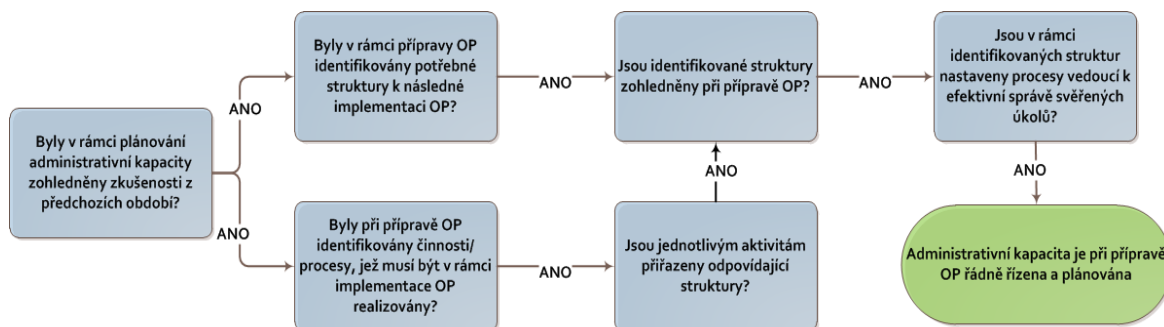 Byly v rámci plánování
administrativní kapacity
zohledněny zkušenosti z
předchozích období?
ANO
ANO
Byly v rámci přípravy OP
identifikovány potřebné
struktury k následné
implementaci OP?
ANO
Jsou identifikované struktury
zohledněny při přípravě OP?
ANO
Jsou v rámci
identifikovaných struktur
nastaveny procesy vedoucí k
efektivní správě svěřených
úkolů?
ANO
Byly při přípravě OP
identifikovány činnosti/
procesy, jež musí být v rámci
implementace OP
realizovány?
ANO
Jsou jednotlivým aktivitám
přiřazeny odpovídající
struktury?
ANO
Administrativní kapacita je při přípravě
OP řádně řízena a plánována